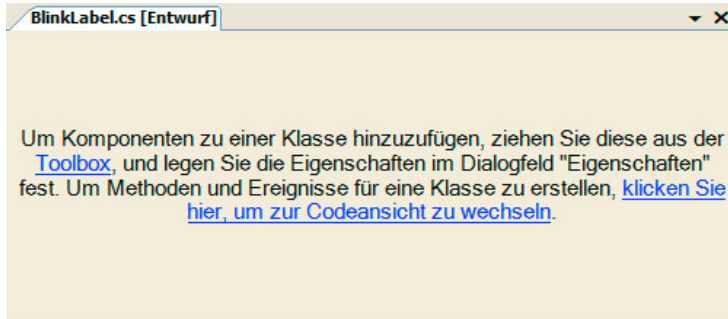 BlinkLabel.cs [Entwurf]
Um Komponenten zu einer Klasse hinzuzufügen, ziehen Sie diese aus der
Toolbox, und legen Sie die Eigenschaften im Dialogfeld "Eigenschaften"
fest. Um Methoden und Ereignisse für eine Klasse zu erstellen, klicken Sie
hier, um zur Codeansicht zu wechseln.